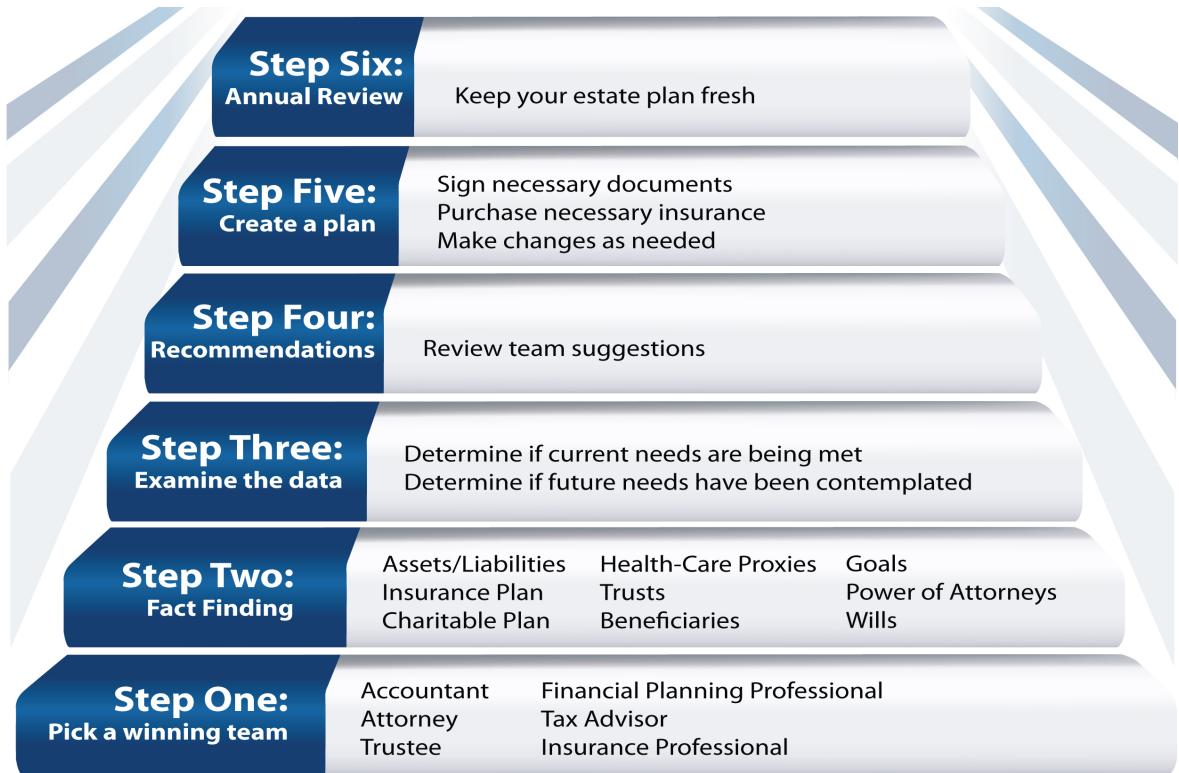 Step Six:
Annual Review
Keep your estate plan fresh
Step Five:
Create a plan
Sign necessary documents
Purchase necessary insurance
Make changes as needed
Step Four:
Recommendations
Review team suggestions
Step Three:
Examine the data
Determine if current needs are being met
Determine if future needs have been contemplated
Step Two:
Fact Finding
Assets/Liabilities
Insurance Plan
Charitable Plan
Health-Care Proxies
Trusts
Beneficiaries
Goals
Power of Attorneys
Wills
Step One:
Pick a winning team
Accountant
Attorney
Trustee
Financial Planning Professional
Tax Advisor
Insurance Professional